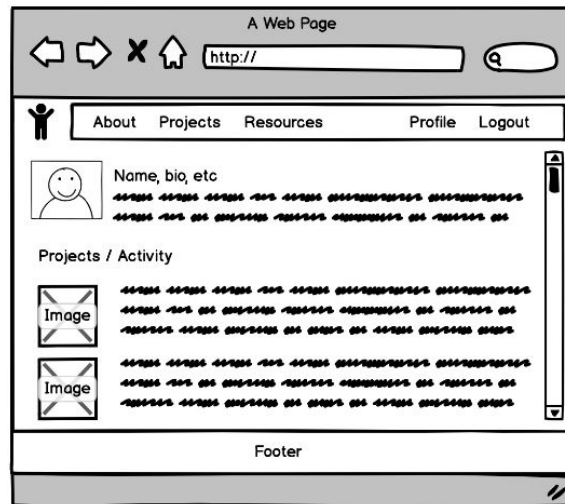 A Web Page
http://
About Projects Resources Profile Logout
Name, bio, etc
Projects / Activity
Image
Image
Footer